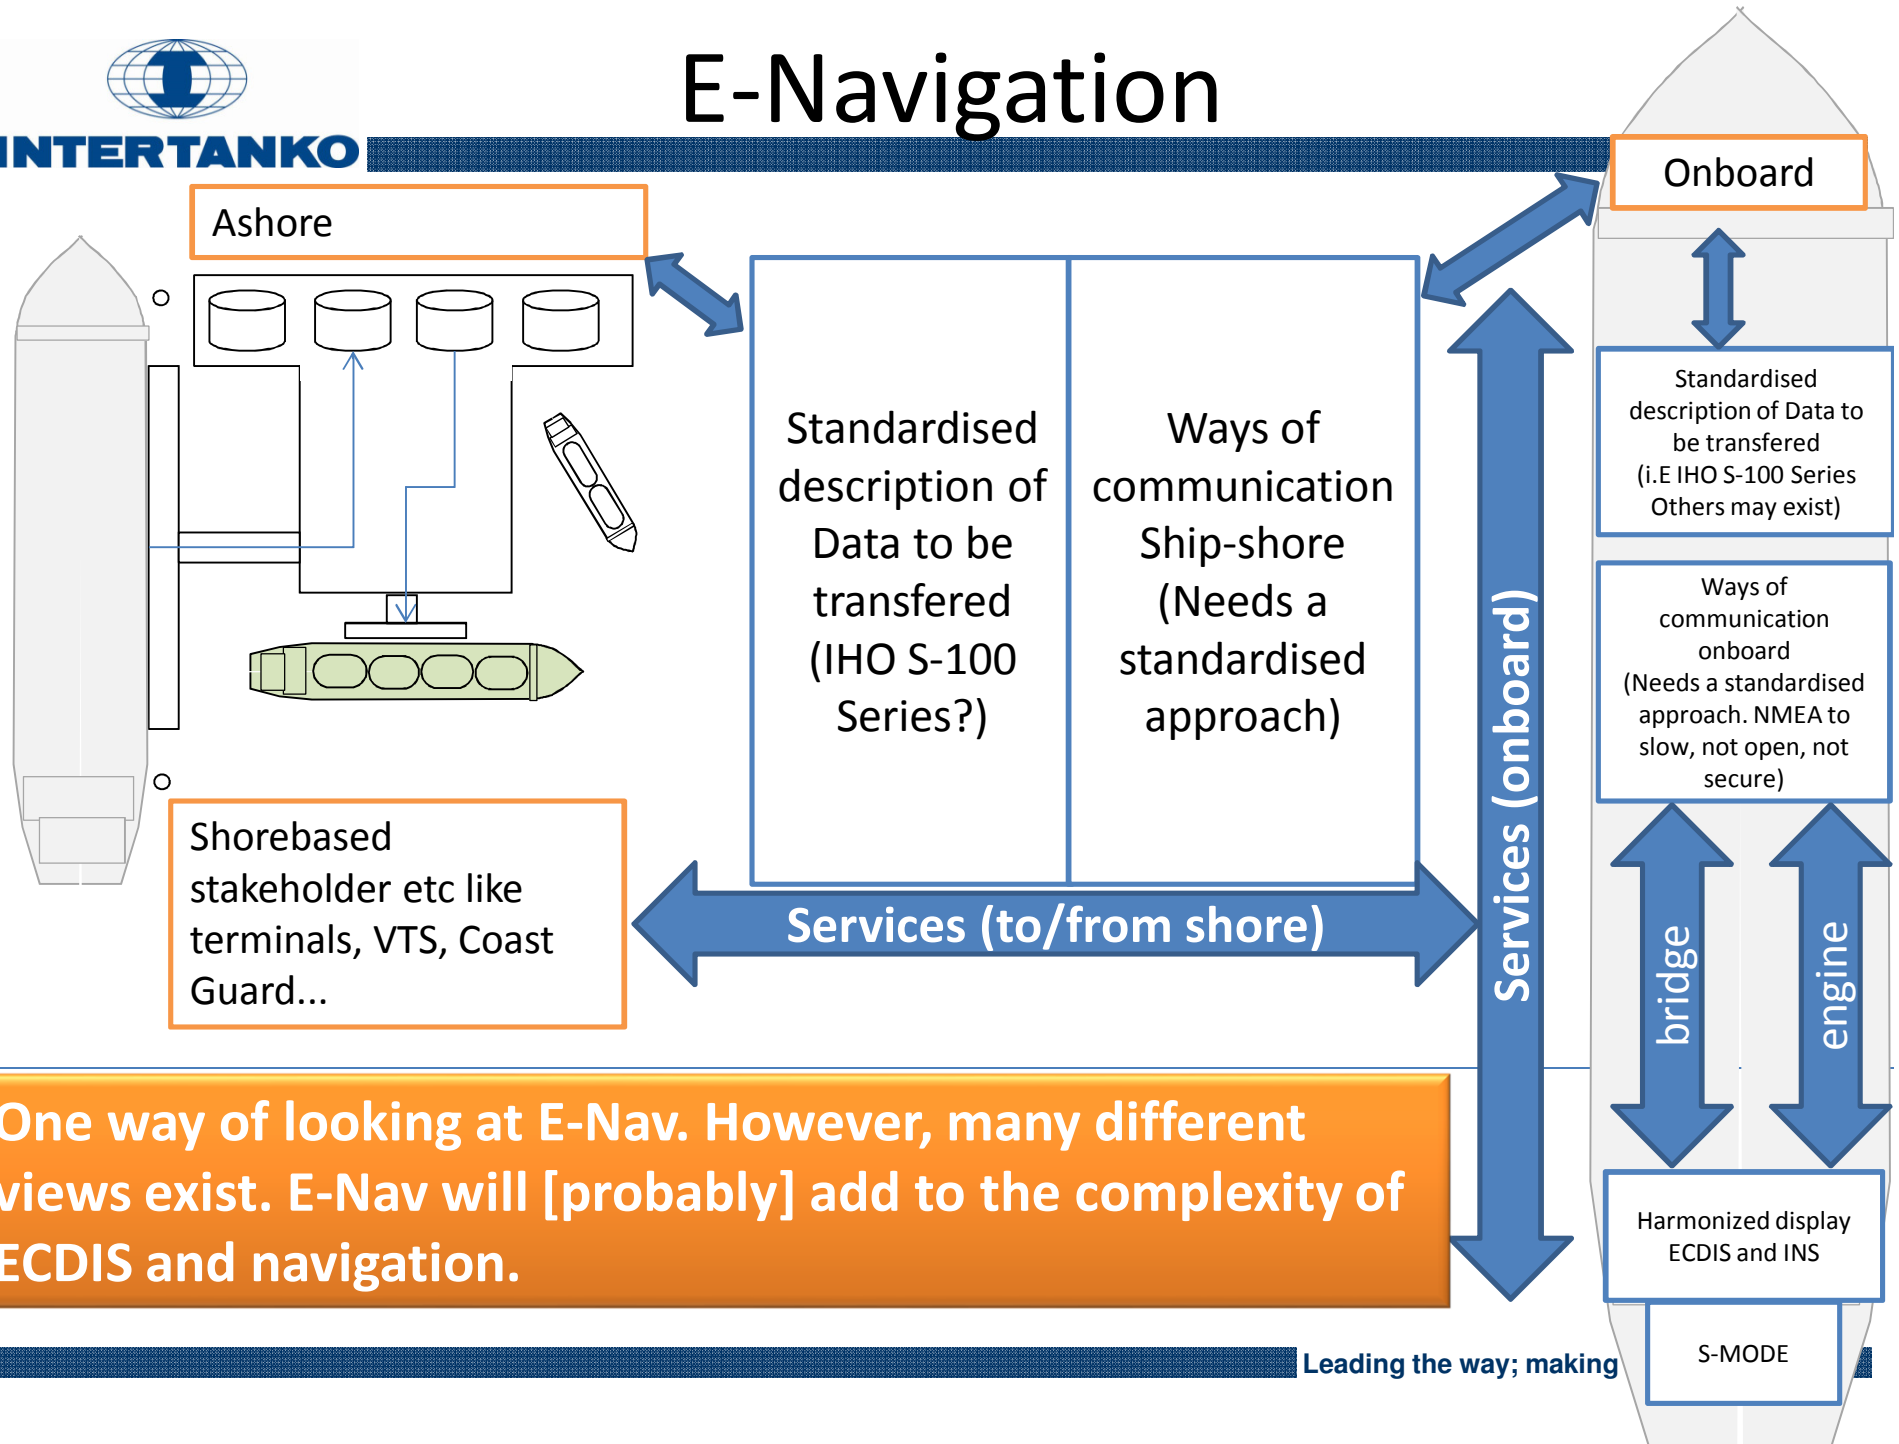 E-Navigation
INTERTANKO
Onboard
Ashore
Standardised
description of
Data to be
transfered
(IHO S-100
Series?)
Ways of
communication
Ship-shore
(Needs a
standardised
approach)
Services (onboard)
Standardised
description of Data to
be transfered
(i.E IHO S-100 Series
Others may exist)
Ways of
communication
onboard
(Needs a standardised
approach. NMEA to
slow, not open, not
secure)
Shorebased
stakeholder etc like
terminals, VTS, Coast
Guard...
Services (to/from shore)
bridge
engine
One way of looking at E-Nav. However, many different
views exist. E-Nav will [probably] add to the complexity of
ECDIS and navigation.
Harmonized display
ECDIS and INS
S-MODE
Leading the way; making